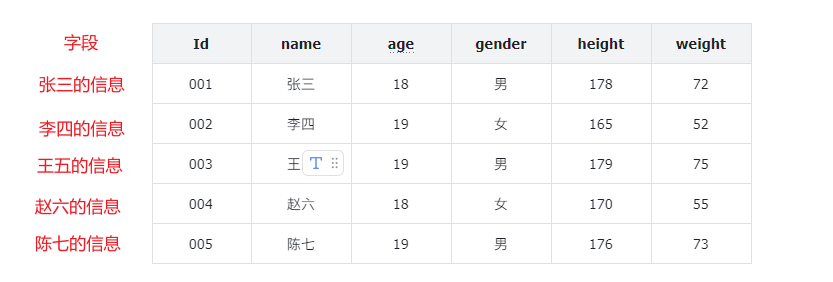 字段 Id name age gender height weight
张三的信息 001 张三 18 男 178 72
李四的信息 002 李四 19 女 165 52
王五的信息 003 王 T 19 男 179 75
赵六的信息 004 赵六 18 女 170 55
陈七的信息 005 陈七 19 男 176 73